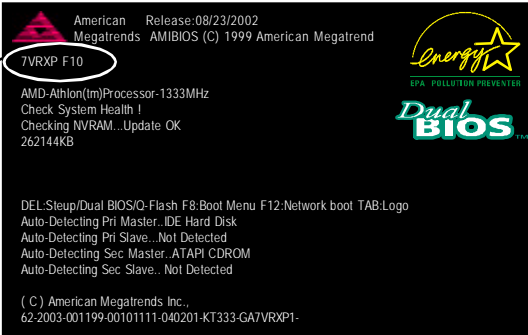 American Release:08/23/2002
Megatrends AMIBIOS (C) 1999 American Megatrend
7VRXP F10
energy
EPA POLLUTION PREVENTER
AMD-Athlon(tm)Processor-1333MHz
Check System Health !
Checking NVRAM...Update OK
262144KB
Dual
BIOS TM
DEL:Steup/Dual BIOS/Q-Flash F8:Boot Menu F12:Network boot TAB:Logo
Auto-Detecting Pri Master..IDE Hard Disk
Auto-Detecting Pri Slave...Not Detected
Auto-Detecting Sec Master..ATAPI CDROM
Auto-Detecting Sec Slave.. Not Detected
( C ) American Megatrends Inc.,
62-2003-001199-00101111-040201-KT333-GA7VRXP1-